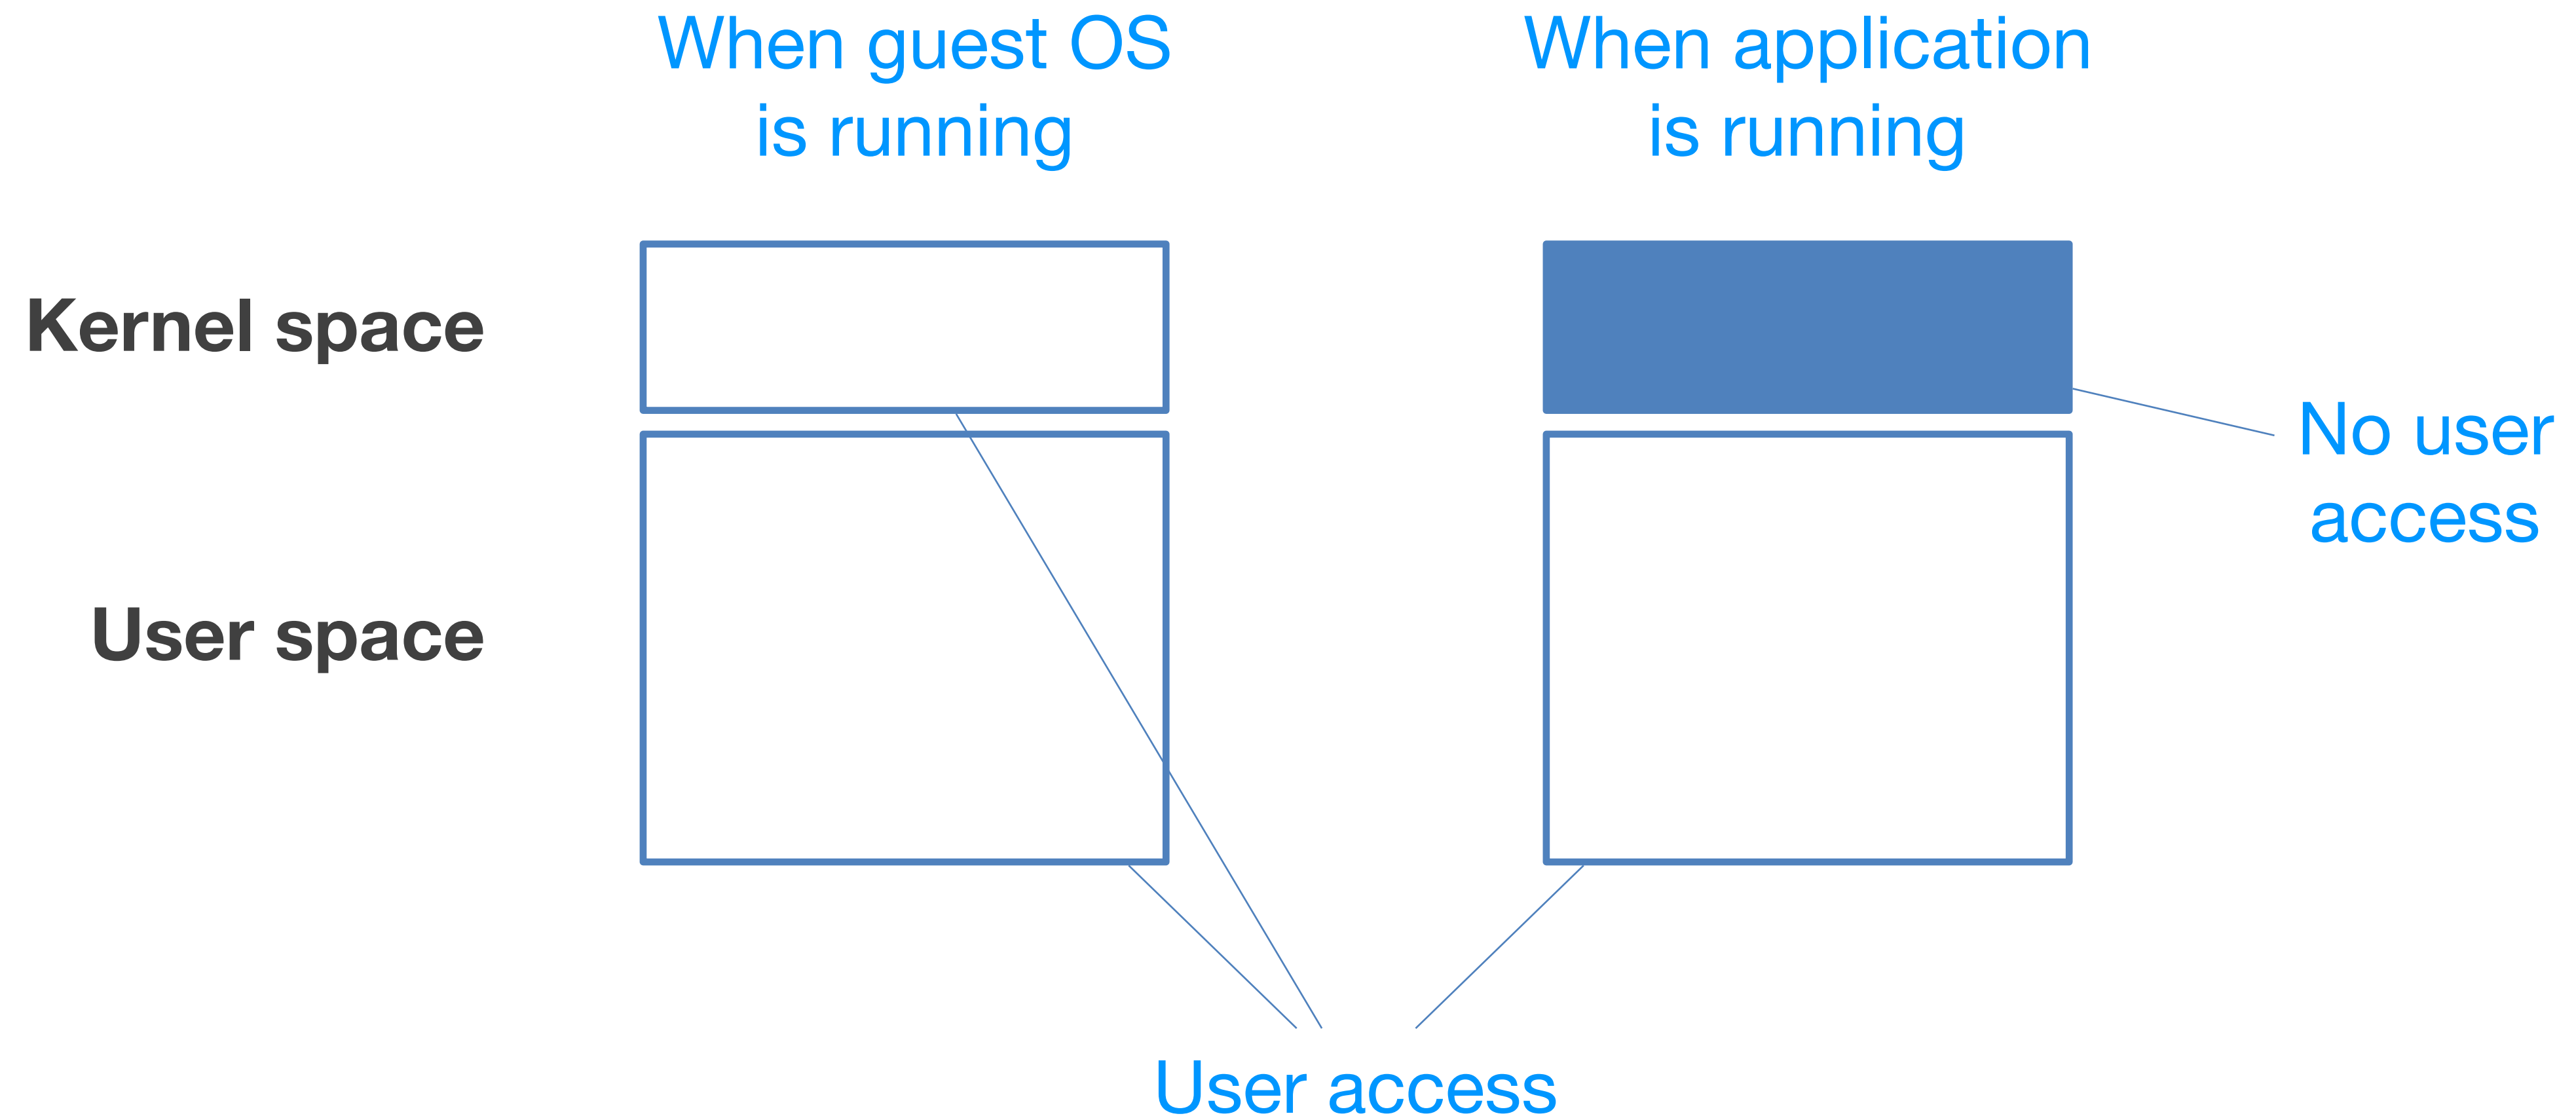 When guest OS
is running
When application
is running
Kernel space
No user
access
User space
User access